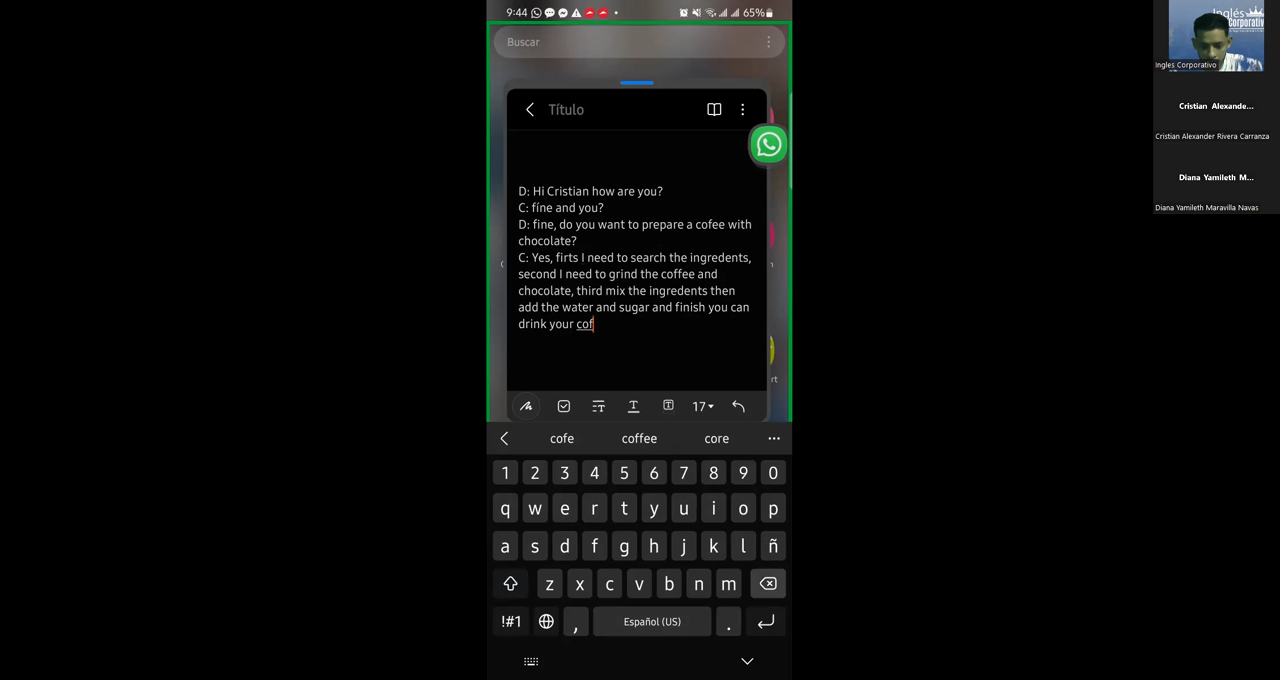 9:44 65%
Buscar
Título
D: Hi Cristian how are you?
C: fíne and you?
D: fine, do you want to prepare a cofee with
chocolate?
C: Yes, firts I need to search the ingredents,
second I need to grind the coffee and
chocolate, third mix the ingredents then
add the water and sugar and finish you can
drink your cof
rt
17
cofe coffee core
1 2 3 4 5 6 7 8 9 0
q w e r t y u i o p
a s d f g h j k l ñ
z x c v b n m
!#1 , Español (US) .
Inglés
Corporativo
Ingles Corporativo
Cristian Alexande...
Cristian Alexander Rivera Carranza
Diana Yamileth M...
Diana Yamileth Maravilla Navas